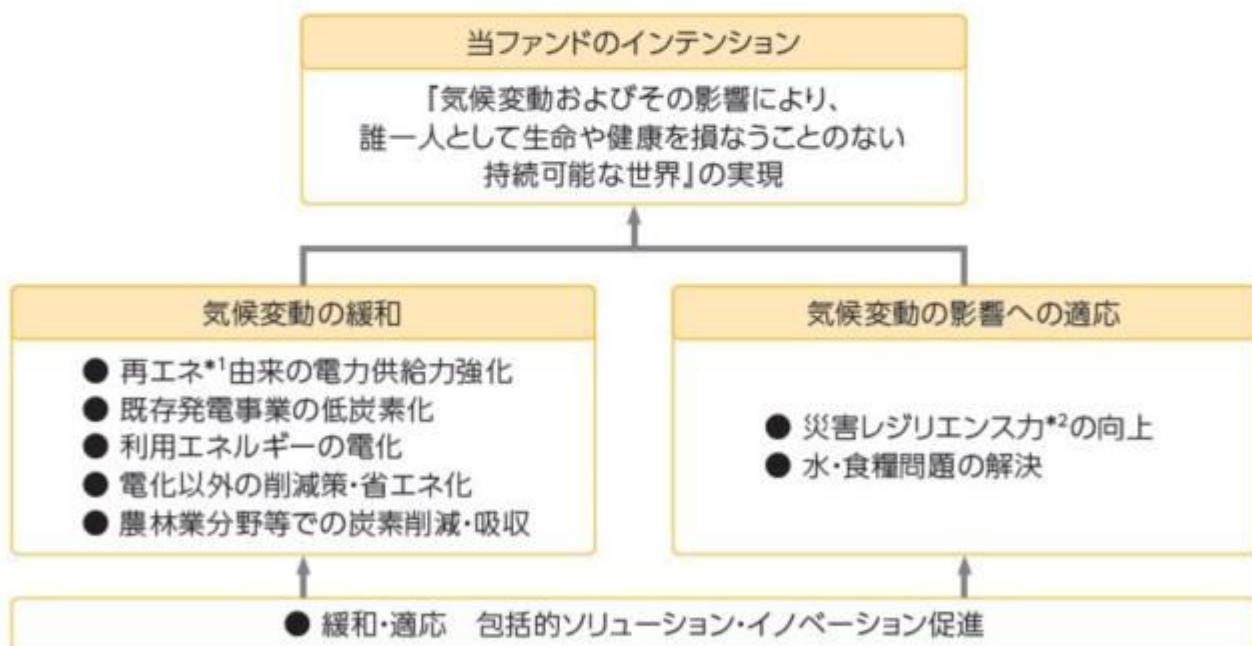 当ファンドのインテンション
『気候変動およびその影響により、
誰一人として生命や健康を損なうことのない
持続可能な世界』の実現
気候変動の緩和
● 再エネ*1由来の電力供給力強化
● 既存発電事業の低炭素化
● 利用エネルギーの電化
● 電化以外の削減策・省エネ化
● 農林業分野等での炭素削減・吸収
気候変動の影響への適応
● 災害レジリエンス力*2の向上
● 水・食糧問題の解決
● 緩和・適応　包括的ソリューション・イノベーション促進